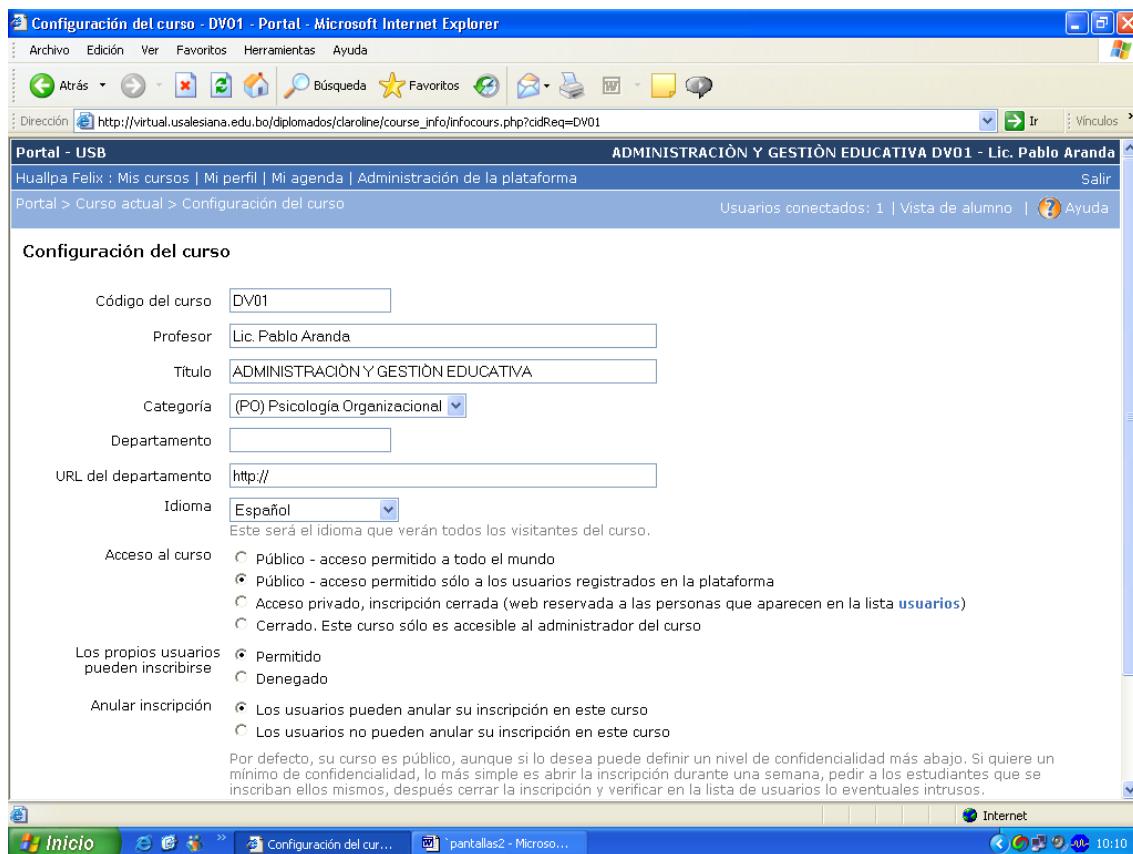 Configuración del curso - DV01 - Portal - Microsoft Internet Explorer
Archivo Edición Ver Favoritos Herramientas Ayuda
Atrás Búsqueda Favoritos
Dirección http://virtual.usalesiana.edu.bo/diplomados/claroline/course_info/infocours.php?cidReq=DV01 Ir Vínculos
Portal - USB ADMINISTRACIÒN Y GESTIÒN EDUCATIVA DV01 - Lic. Pablo Aranda
Huallpa Felix : Mis cursos | Mi perfil | Mi agenda | Administración de la plataforma Salir
Portal > Curso actual > Configuración del curso Usuarios conectados: 1 | Vista de alumno | Ayuda
Configuración del curso
Código del curso DV01
Profesor Lic. Pablo Aranda
Título ADMINISTRACIÒN Y GESTIÒN EDUCATIVA
Categoría (PO) Psicología Organizacional
Departamento
URL del departamento http://
Idioma Español
Este será el idioma que verán todos los visitantes del curso.
Acceso al curso Público - acceso permitido a todo el mundo
Público - acceso permitido sólo a los usuarios registrados en la plataforma
Acceso privado, inscripción cerrada (web reservada a las personas que aparecen en la lista usuarios)
Cerrado. Este curso sólo es accesible al administrador del curso
Los propios usuarios pueden inscribirse Permitido
Denegado
Anular inscripción Los usuarios pueden anular su inscripción en este curso
Los usuarios no pueden anular su inscripción en este curso
Por defecto, su curso es público, aunque si lo desea puede definir un nivel de confidencialidad más abajo. Si quiere un
mínimo de confidencialidad, lo más simple es abrir la inscripción durante una semana, pedir a los estudiantes que se
inscriban ellos mismos, después cerrar la inscripción y verificar en la lista de usuarios lo eventuales intrusos.
Internet
Inicio Configuración del cur... `pantallas2 - Microso... 10:10